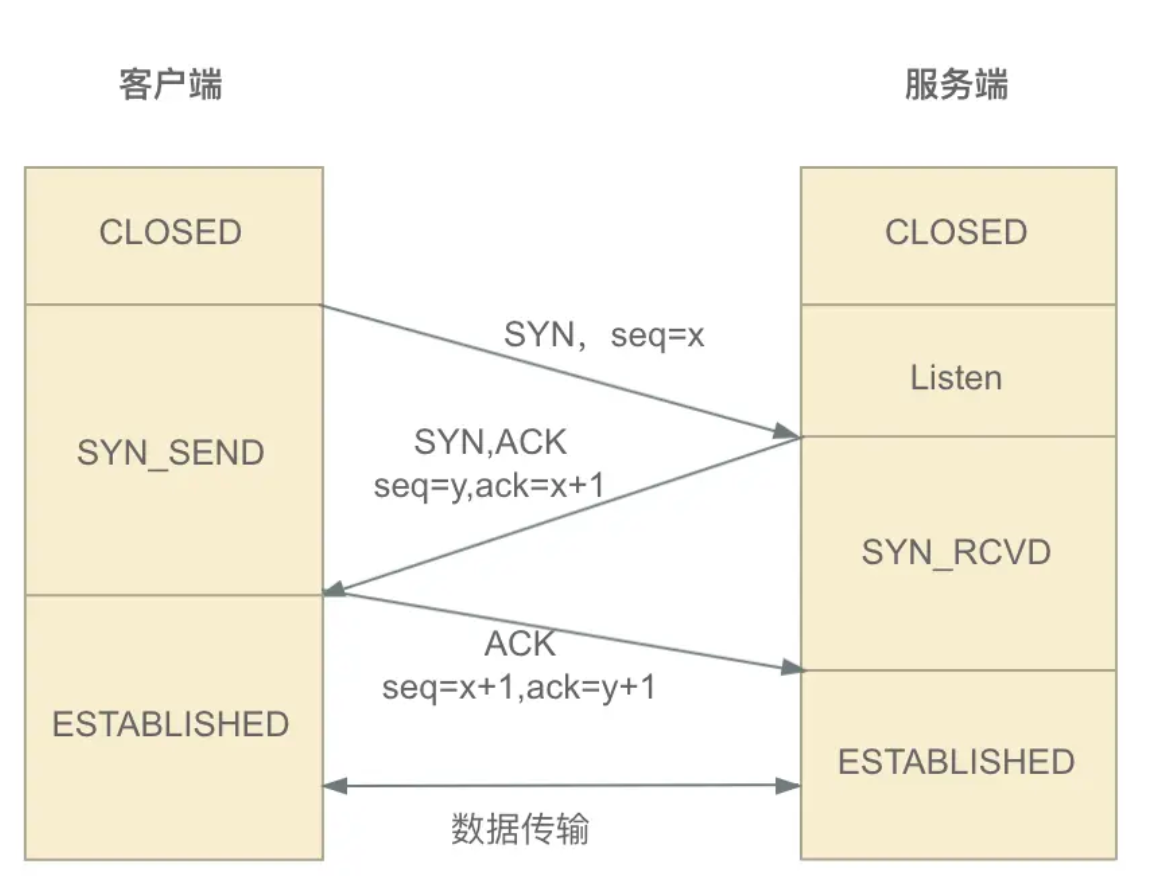 客户端
服务端
CLOSED
CLOSED
SYN，seq=x
Listen
SYN_SEND
SYN,ACK
seq=y,ack=x+1
SYN_RCVD
ACK
seq=x+1,ack=y+1
ESTABLISHED
ESTABLISHED
数据传输